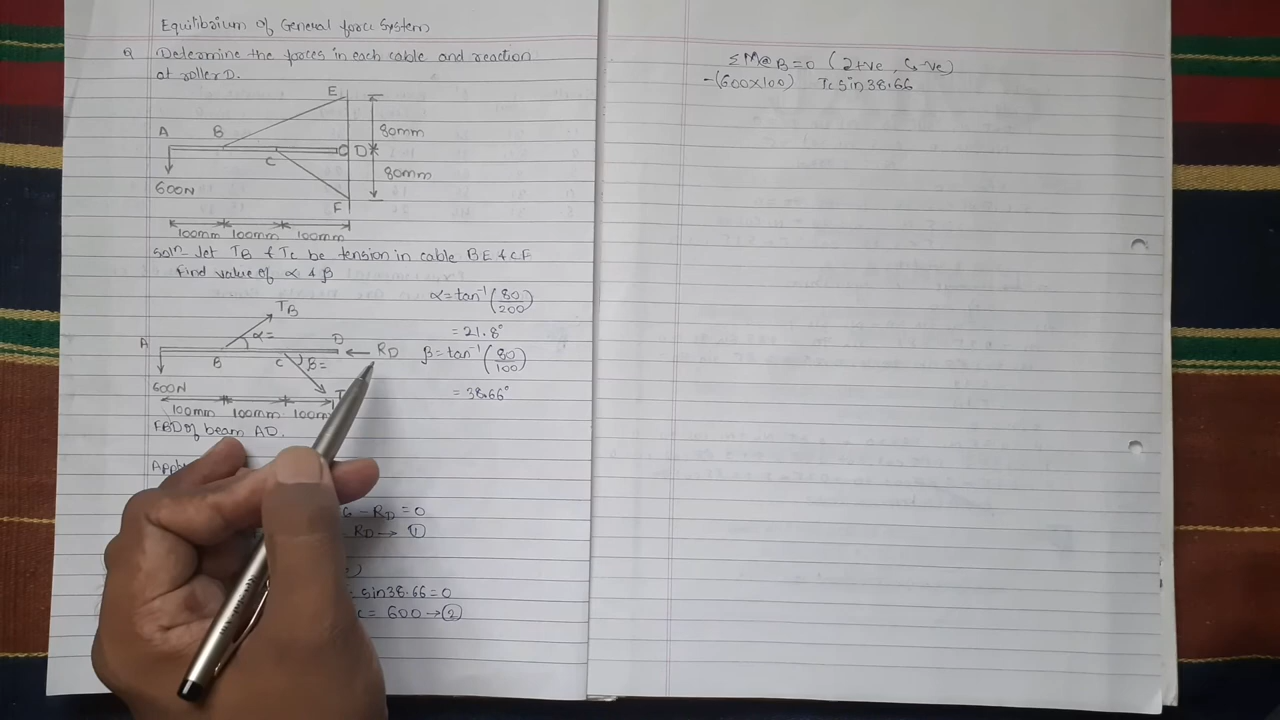 Equilibrium of General force System
Q Determine the forces in each cable and reaction
at roller D.
E
80mm
A B
D
C
80mm
600N
F
100mm 100mm 100mm
Soln- Let TB & TC be tension in cable BE & CF
Find value of α & β
α=tan⁻¹(80/200)
= 21.8°
β=tan⁻¹(80/100)
= 38.66°
TB
α=
A D
B C β=
RD
600N
100mm 100mm 100m
FBD of beam AD.
App
- RD = 0
RD → ①
sin38.66=0
= 600 → ②
ΣM@B=0 (2+ve, -ve)
-(600×100) Tc sin38.66